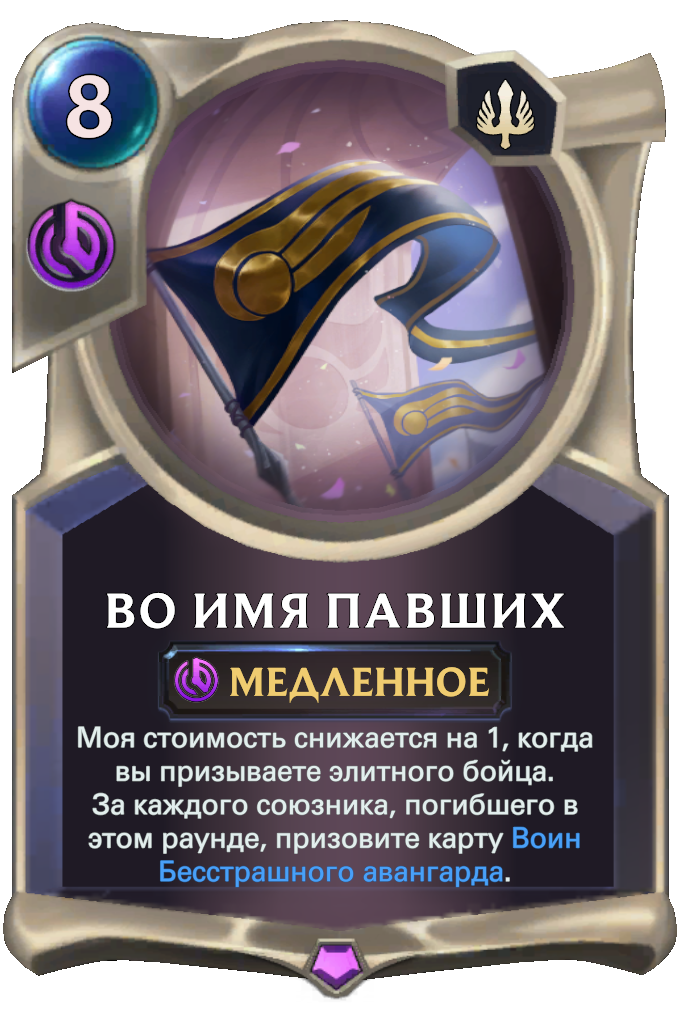 8
ВО ИМЯ ПАВШИХ
МЕДЛЕННОЕ
Моя стоимость снижается на 1, когда
вы призываете элитного бойца.
За каждого союзника, погибшего в
этом раунде, призовите карту Воин
Бесстрашного авангарда.